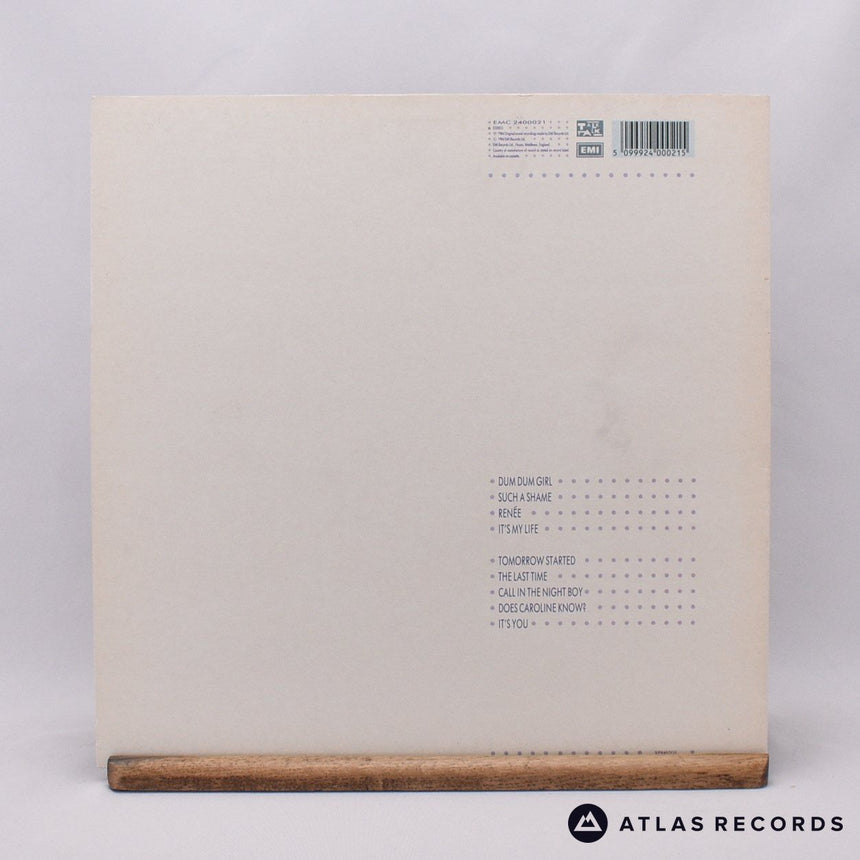 EMC 2400021
STEREO
EMI
5 099924 000215
DUM DUM GIRL
SUCH A SHAME
RENÉE
IT'S MY LIFE
TOMORROW STARTED
THE LAST TIME
CALL IN THE NIGHT BOY
DOES CAROLINE KNOW?
IT'S YOU
ATLAS RECORDS